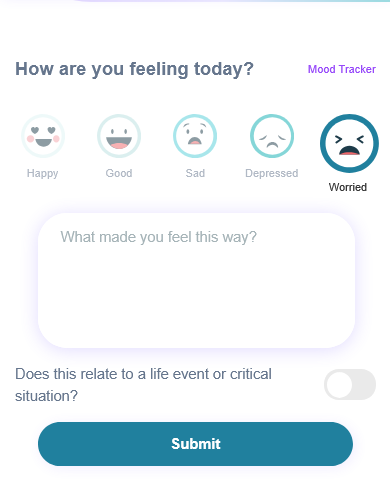 How are you feeling today?
Mood Tracker
Happy
Good
Sad
Depressed
Worried
What made you feel this way?
Does this relate to a life event or critical
situation?
Submit